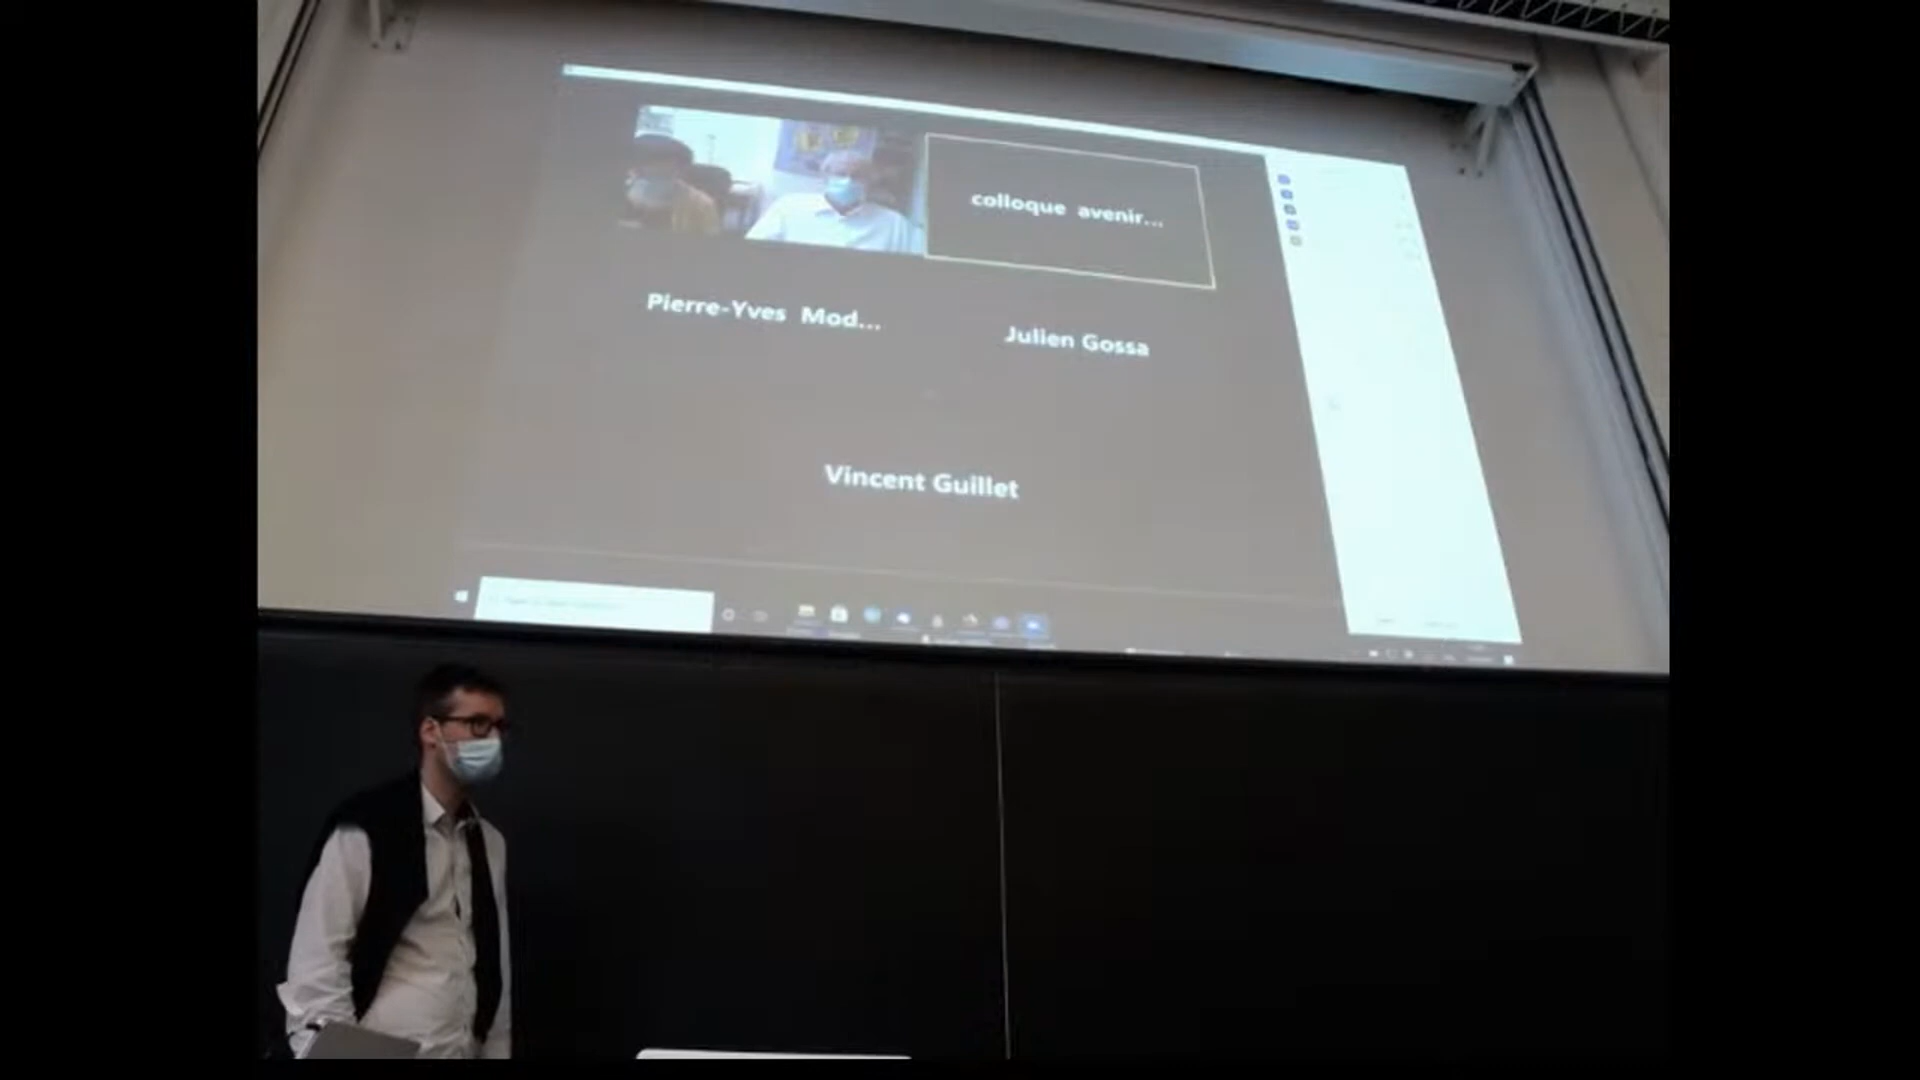 colloque avenir...
Pierre-Yves Mod...
Julien Gossa
Vincent Guillet